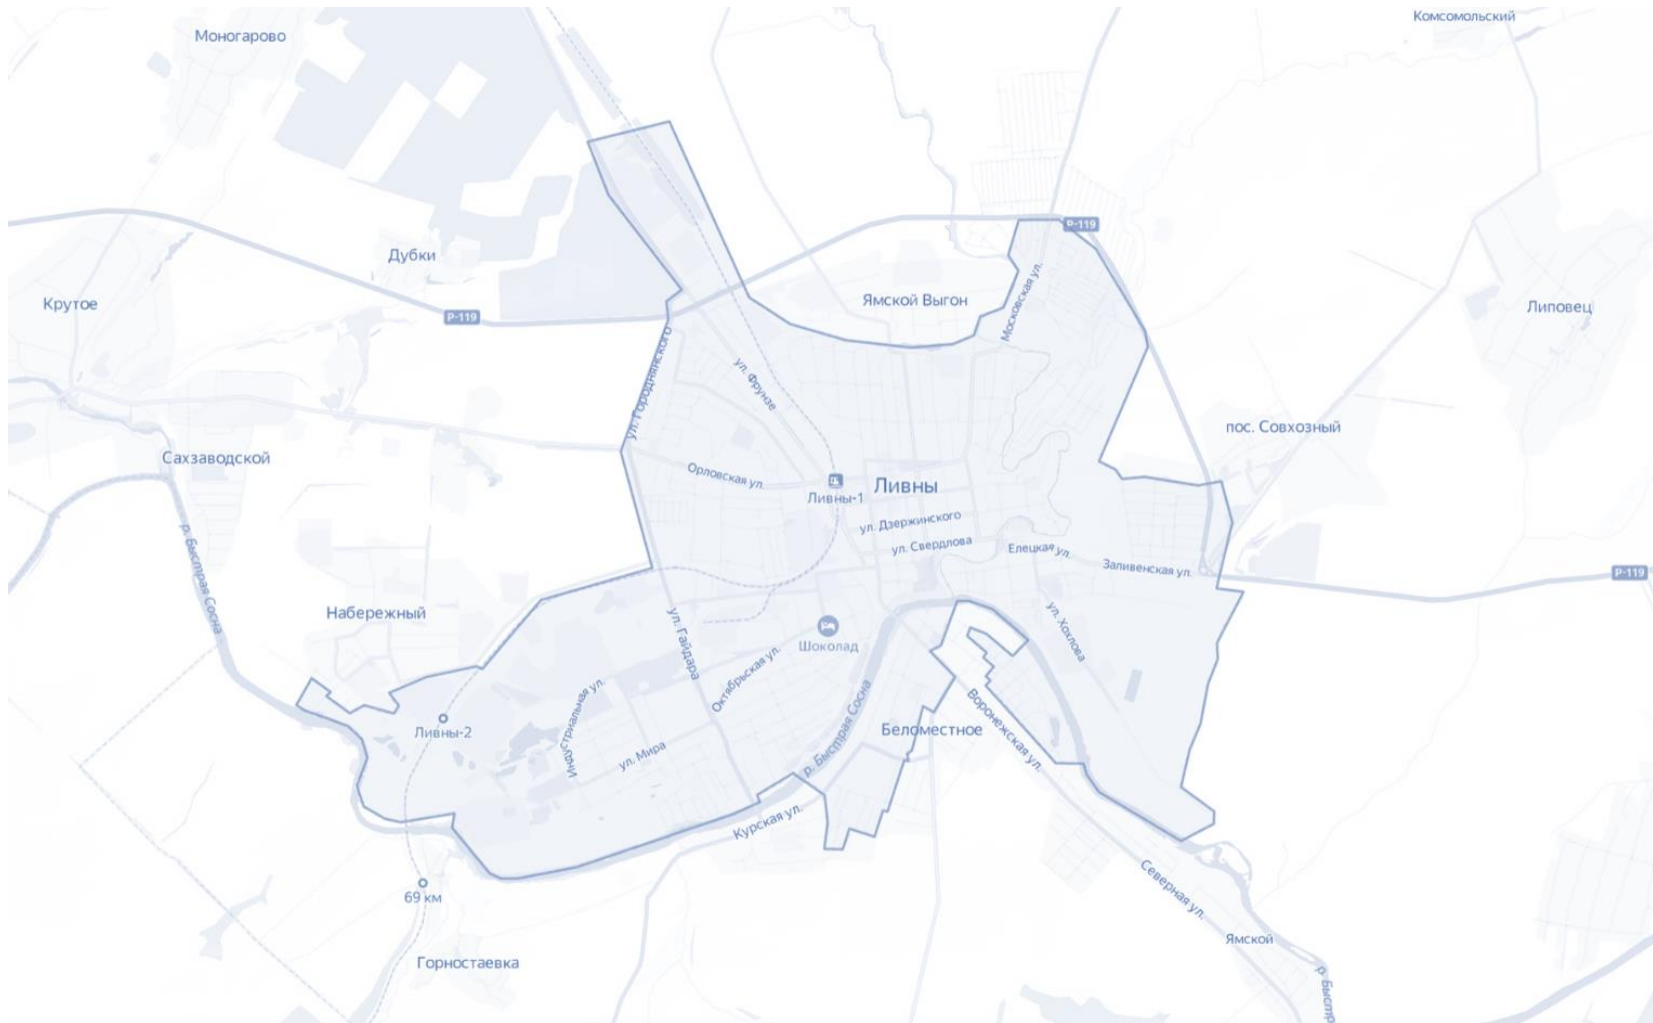 Комсомольский
Моногарово
Р-119
Дубки
Ямской Выгон
Московская ул.
Крутое
Липовец
Р-119
ул. Городнянского
ул. Фрунзе
пос. Совхозный
Сахзаводской
Орловская ул.
Ливны
Ливны-1
ул. Дзержинского
ул. Свердлова
Елецкая ул.
Заливенская ул.
Р-119
р. Быстрая Сосна
Набережный
ул. Гайдара
Шоколад
ул. Хохлова
Октябрьская ул.
Индустриальная ул.
Ливны-2
р. Быстрая Сосна
Беломестное
Воронежская ул.
ул. Мира
Курская ул.
69 км
Северная ул.
Ямской
Горностаевка
р. Быстр